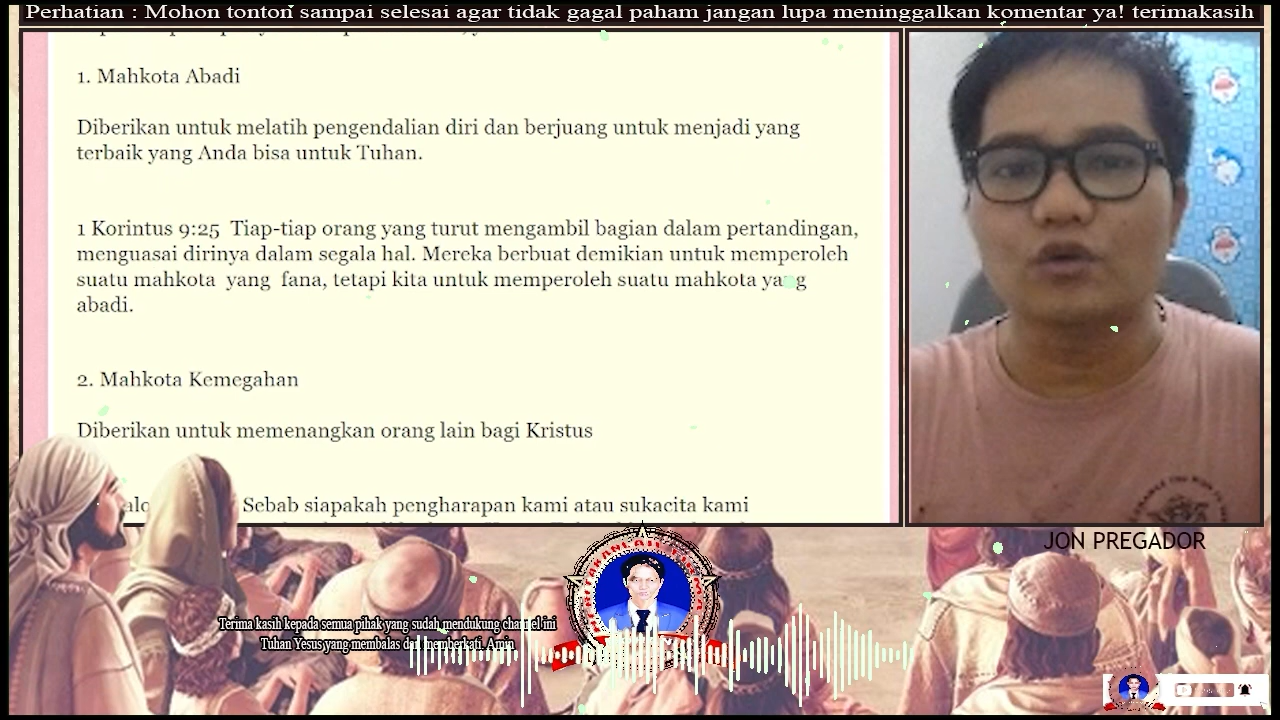 Perhatian : Mohon tonton sampai selesai agar tidak gagal paham jangan lupa meninggalkan komentar ya! terimakasih
1. Mahkota Abadi
Diberikan untuk melatih pengendalian diri dan berjuang untuk menjadi yang
terbaik yang Anda bisa untuk Tuhan.
1 Korintus 9:25 Tiap-tiap orang yang turut mengambil bagian dalam pertandingan,
menguasai dirinya dalam segala hal. Mereka berbuat demikian untuk memperoleh
suatu mahkota yang fana, tetapi kita untuk memperoleh suatu mahkota yang
abadi.
2. Mahkota Kemegahan
Diberikan untuk memenangkan orang lain bagi Kristus
Sebab siapakah pengharapan kami atau sukacita kami
JON PREGADOR
Terima kasih kepada semua pihak yang sudah mendukung channel ini
Tuhan Yesus yang membalas dan memberkati. Amin